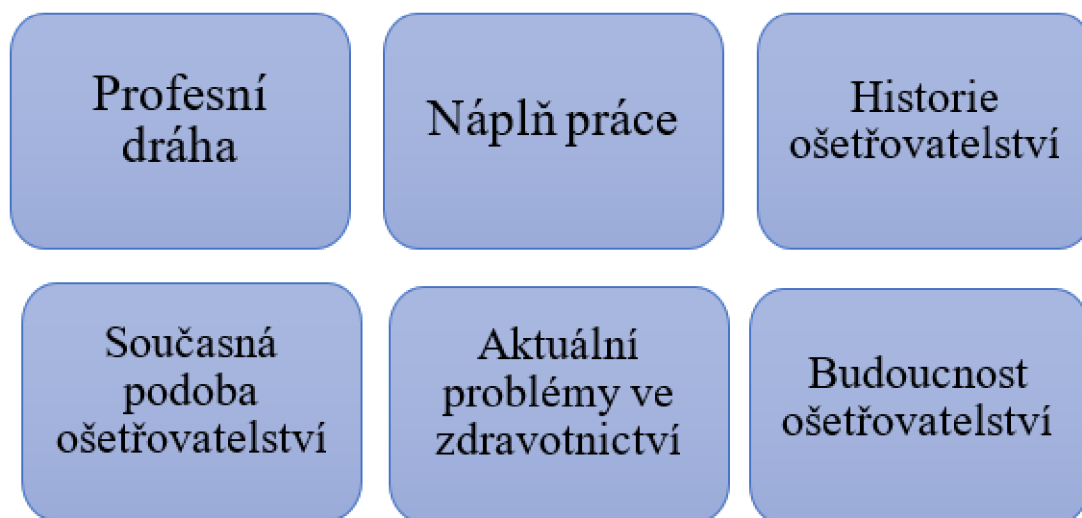 Profesní
dráha
Náplň práce
Historie
ošetřovatelství
Současná
podoba
ošetřovatelství
Aktuální
problémy ve
zdravotnictví
Budoucnost
ošetřovatelství